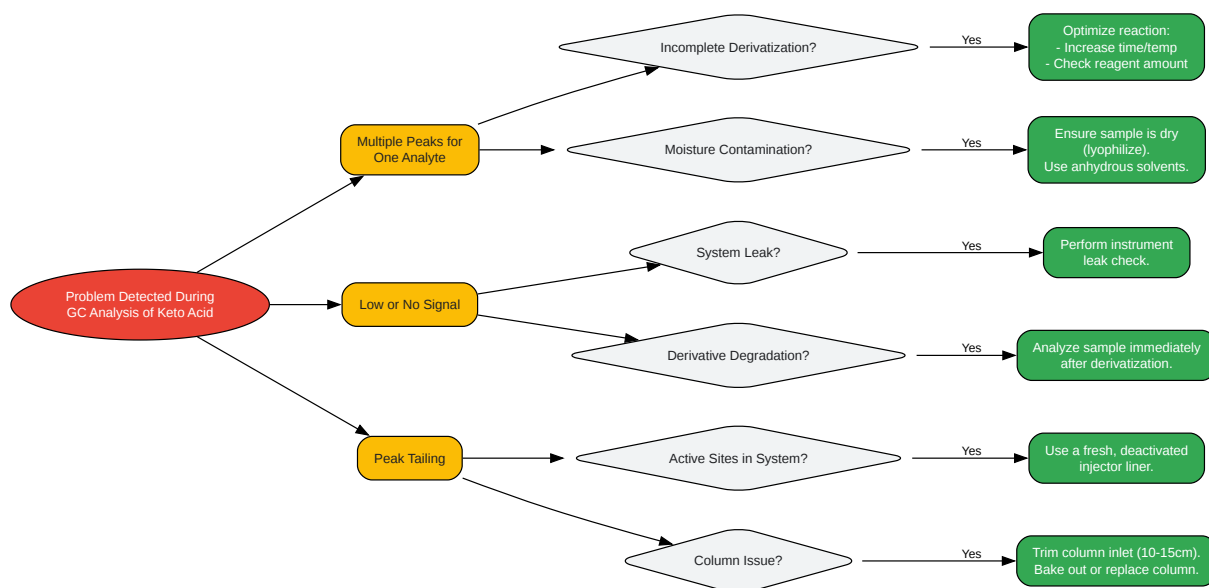 Problem Detected During
GC Analysis of Keto Acid
Multiple Peaks for
One Analyte
Incomplete Derivatization?
Yes
Optimize reaction:
- Increase time/temp
- Check reagent amount
Moisture Contamination?
Yes
Ensure sample is dry
(lyophilize).
Use anhydrous solvents.
Low or No Signal
System Leak?
Yes
Perform instrument
leak check.
Derivative Degradation?
Yes
Analyze sample immediately
after derivatization.
Peak Tailing
Active Sites in System?
Yes
Use a fresh, deactivated
injector liner.
Column Issue?
Yes
Trim column inlet (10-15cm).
Bake out or replace column.